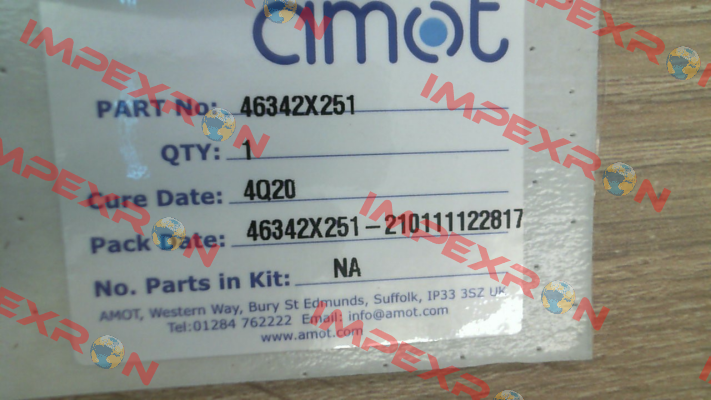 amot
PART No: 46342X251
QTY: 1
Cure Date: 4Q20
Pack Date: 46342X251-210111122817
No. Parts in Kit: NA
AMOT, Western Way, Bury St Edmunds, Suffolk, IP33 3SZ UK
Tel:01284 762222 Email: info@amot.com
www.amot.com
IMPEXRON
IMPEXRON
IMPEXRON
IMPEXRON
IMPEXRON
IMPEXRON
IMPEXRON